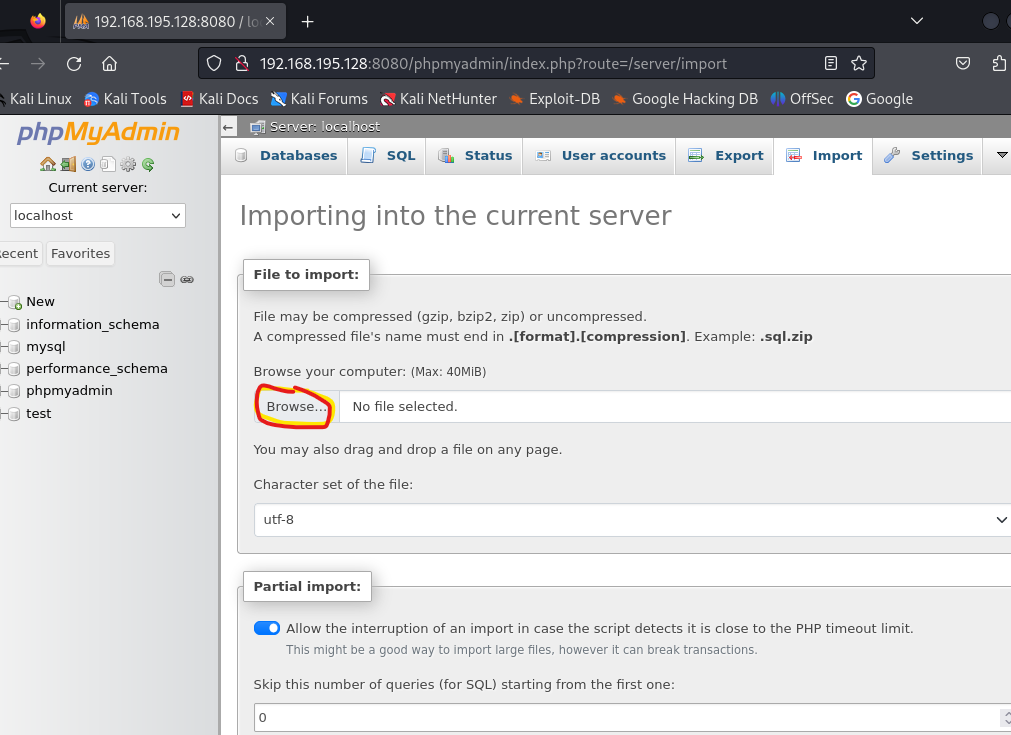 192.168.195.128:8080 / lo
192.168.195.128:8080/phpmyadmin/index.php?route=/server/import
Kali Linux Kali Tools Kali Docs Kali Forums Kali NetHunter Exploit-DB Google Hacking DB OffSec Google
phpMyAdmin
Current server:
localhost
ecent Favorites
New
information_schema
mysql
performance_schema
phpmyadmin
test
Server: localhost
Databases SQL Status User accounts Export Import Settings
Importing into the current server
File to import:
File may be compressed (gzip, bzip2, zip) or uncompressed.
A compressed file's name must end in .[format].[compression]. Example: .sql.zip
Browse your computer: (Max: 40MiB)
Browse... No file selected.
You may also drag and drop a file on any page.
Character set of the file:
utf-8
Partial import:
Allow the interruption of an import in case the script detects it is close to the PHP timeout limit.
This might be a good way to import large files, however it can break transactions.
Skip this number of queries (for SQL) starting from the first one:
0